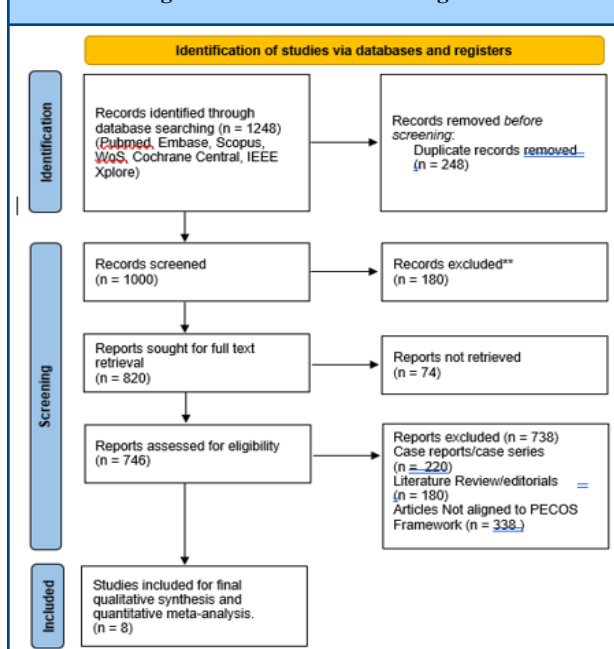 Identification of studies via databases and registers
Identification
Records identified through
database searching (n = 1248)
(Pubmed, Embase, Scopus,
WoS, Cochrane Central, IEEE
Xplore)
Records removed before
screening:
Duplicate records removed
(n = 248)
Screening
Records screened
(n = 1000)
Records excluded**
(n = 180)
Reports sought for full text
retrieval
(n = 820)
Reports not retrieved
(n = 74)
Reports assessed for eligibility
(n = 746)
Reports excluded (n = 738)
Case reports/case series
(n = 220)
Literature Review/editorials
(n = 180)
Articles Not aligned to PECOS
Framework (n = 338 )
Included
Studies included for final
qualitative synthesis and
quantitative meta-analysis.
(n = 8)